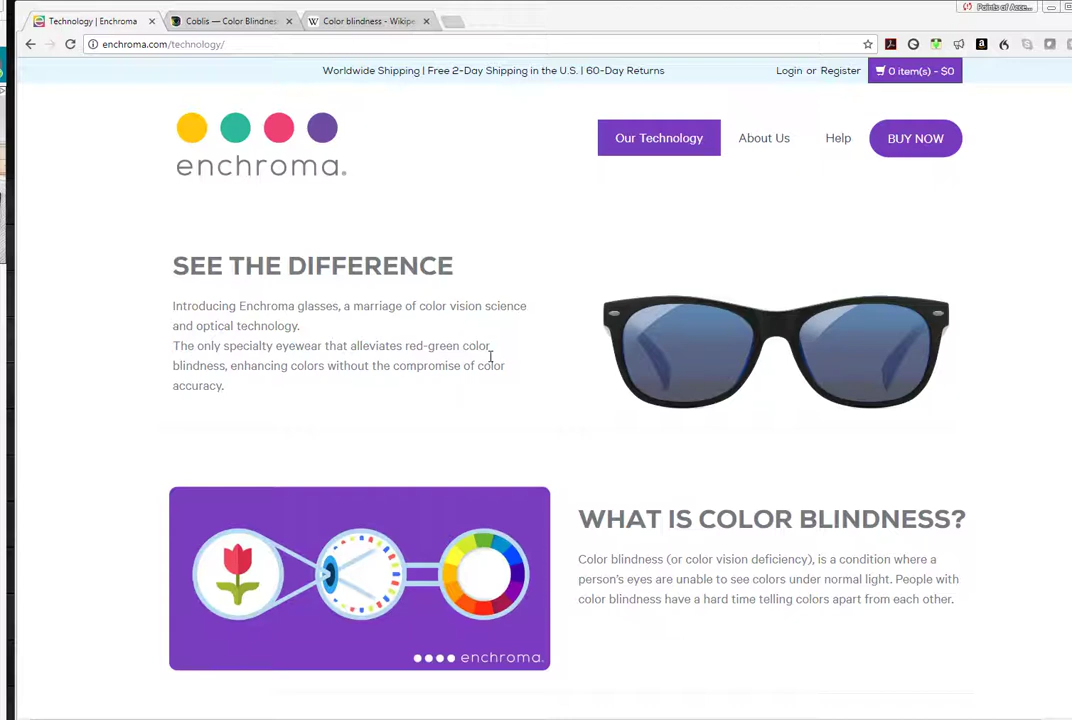 Technology | Enchroma
Coblis — Color Blindnes
Color blindness - Wikipe
Points of Acce...
enchroma.com/technology/
Worldwide Shipping | Free 2-Day Shipping in the U.S. | 60-Day Returns
Login or Register
0 item(s) - $0
enchroma.
Our Technology
About Us
Help
BUY NOW
SEE THE DIFFERENCE
Introducing Enchroma glasses, a marriage of color vision science
and optical technology.
The only specialty eyewear that alleviates red-green color
blindness, enhancing colors without the compromise of color
accuracy.
enchroma.
WHAT IS COLOR BLINDNESS?
Color blindness (or color vision deficiency), is a condition where a
person's eyes are unable to see colors under normal light. People with
color blindness have a hard time telling colors apart from each other.